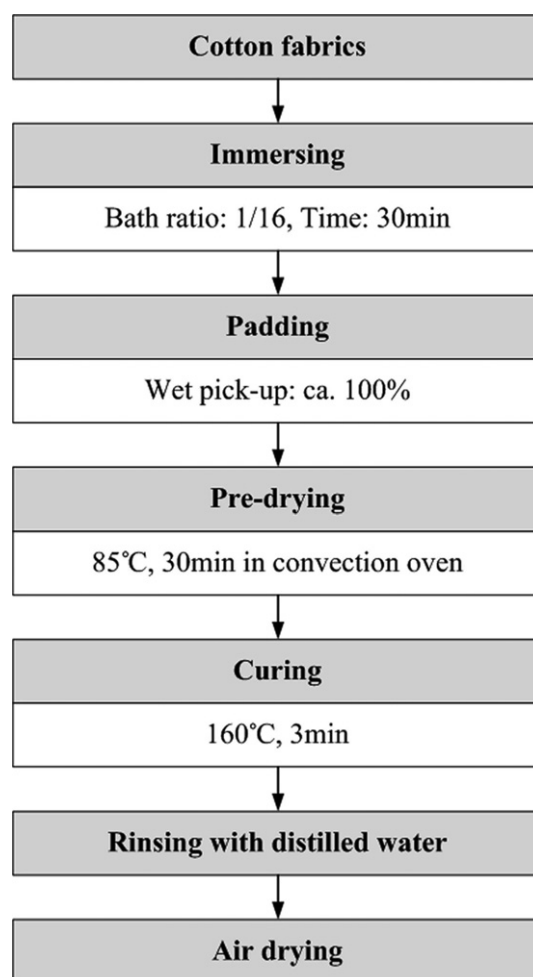 Cotton fabrics
Immersing
Bath ratio: 1/16, Time: 30min
Padding
Wet pick-up: ca. 100%
Pre-drying
85℃, 30min in convection oven
Curing
160℃, 3min
Rinsing with distilled water
Air drying